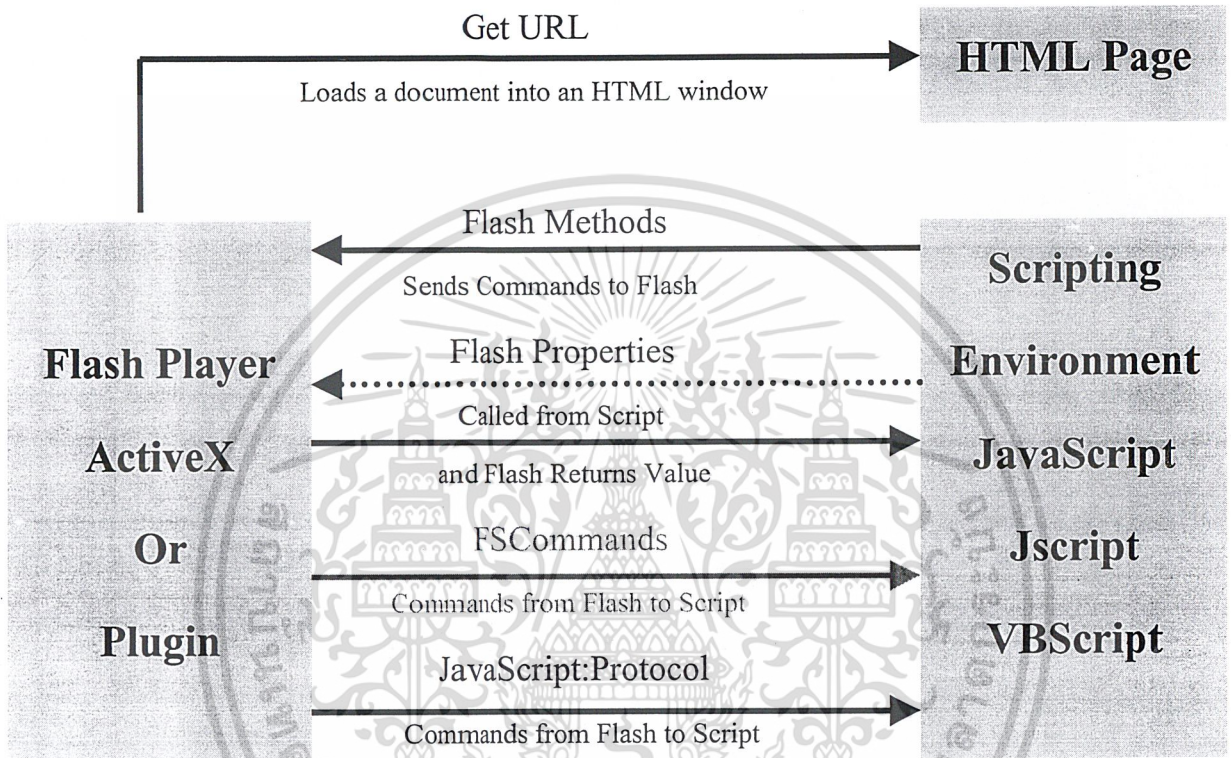 Get URL
HTML Page
Loads a document into an HTML window
Flash Methods
Sends Commands to Flash
Scripting
Flash Player
Flash Properties
Environment
Called from Script
ActiveX
and Flash Returns Value
JavaScript
Or
FSCommands
Jscript
Commands from Flash to Script
Plugin
VBScript
JavaScript:Protocol
Commands from Flash to Script